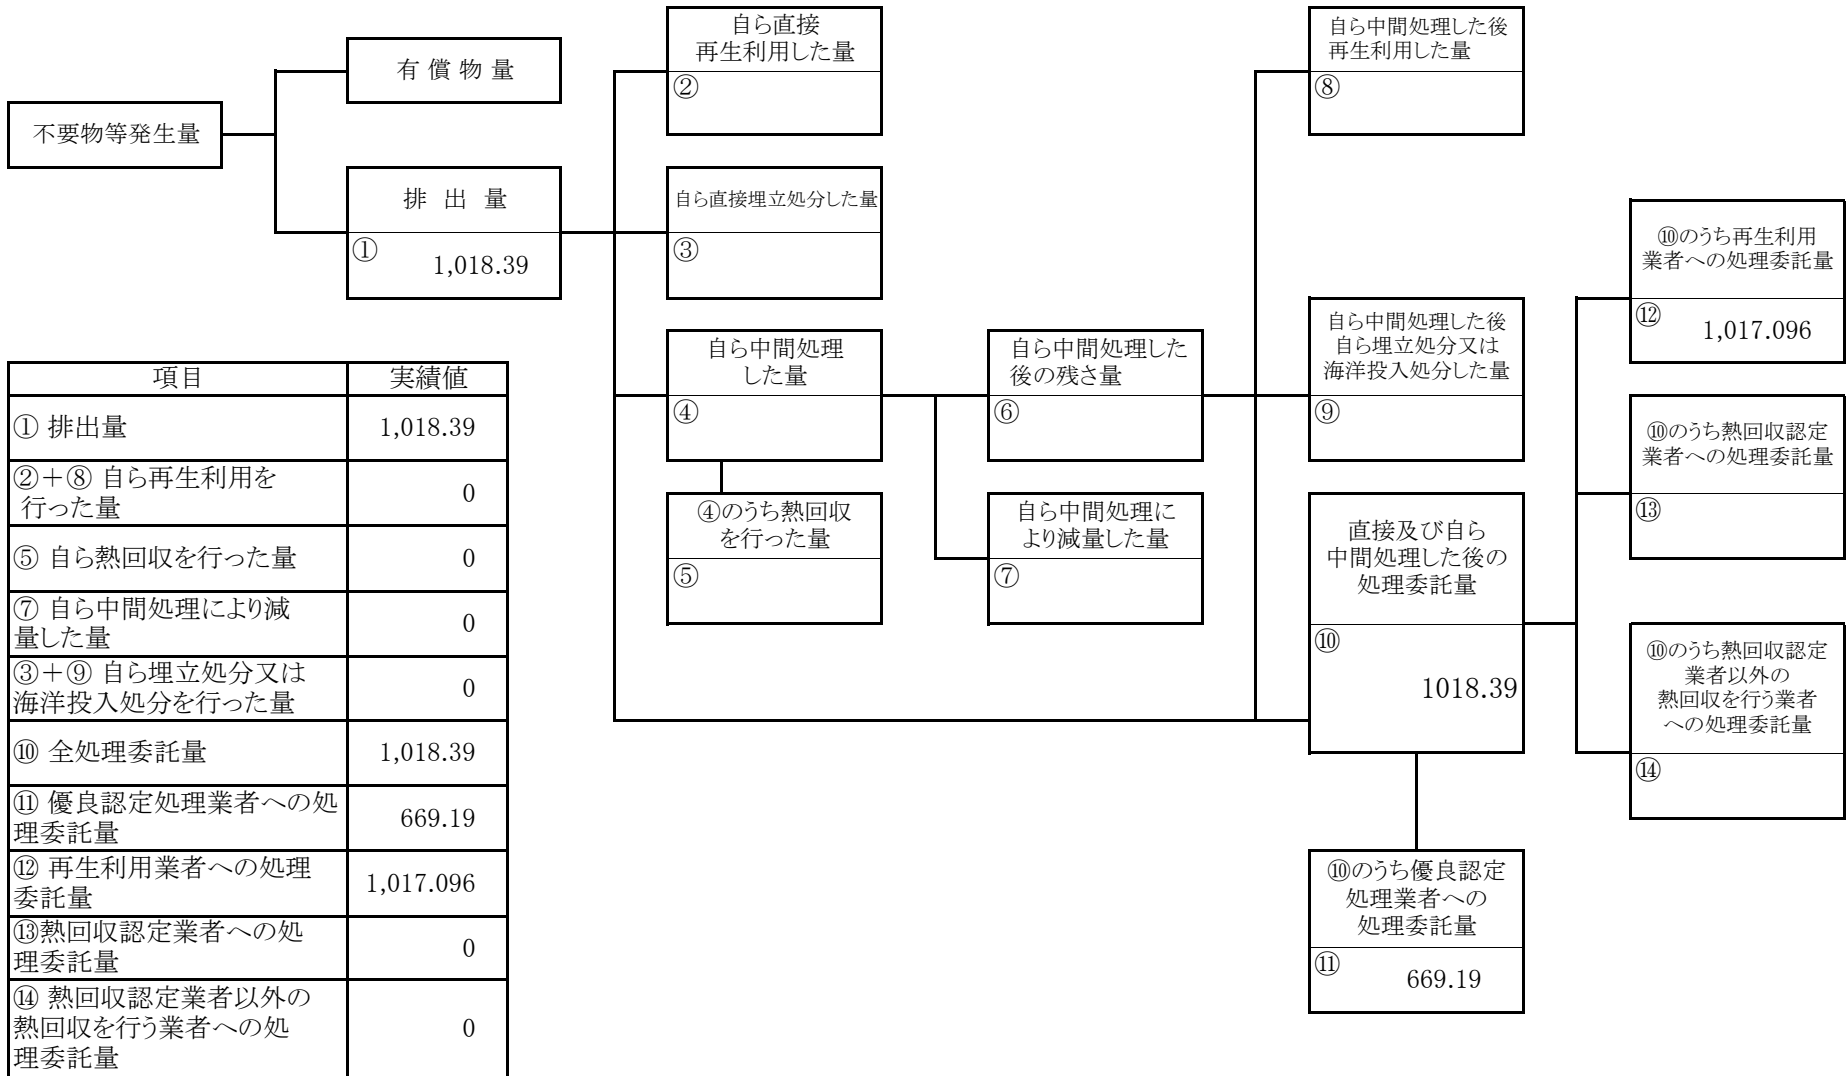 不要物等発生量
有 償 物 量
排 出 量
①
1,018.39
自ら直接
再生利用した量
②
自ら直接埋立処分した量
③
自ら中間処理
した量
④
④のうち熱回収
を行った量
⑤
自ら中間処理した
後の残さ量
⑥
自ら中間処理に
より減量した量
⑦
自ら中間処理した後
再生利用した量
⑧
自ら中間処理した後
自ら埋立処分又は
海洋投入処分した量
⑨
直接及び自ら
中間処理した後の
処理委託量
⑩
1018.39
⑩のうち優良認定
処理業者への
処理委託量
⑪
669.19
⑩のうち再生利用
業者への処理委託量
⑫
1,017.096
⑩のうち熱回収認定
業者への処理委託量
⑬
⑩のうち熱回収認定
業者以外の
熱回収を行う業者
への処理委託量
⑭
項目 実績値
① 排出量 1,018.39
②+⑧ 自ら再生利用を
行った量 0
⑤ 自ら熱回収を行った量 0
⑦ 自ら中間処理により減
量した量 0
③+⑨ 自ら埋立処分又は
海洋投入処分を行った量 0
⑩ 全処理委託量 1,018.39
⑪ 優良認定処理業者への処
理委託量 669.19
⑫ 再生利用業者への処理
委託量 1,017.096
⑬熱回収認定業者への処
理委託量 0
⑭ 熱回収認定業者以外の
熱回収を行う業者への処
理委託量 0